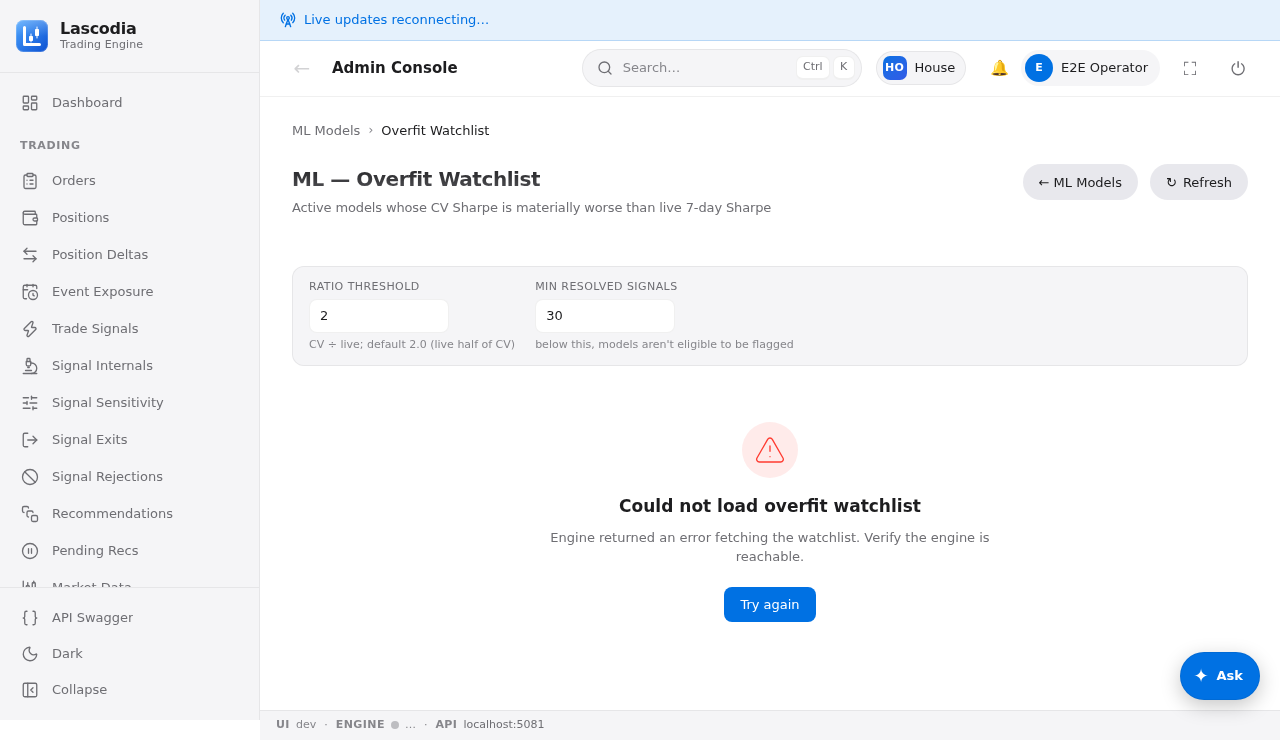 Lascodia
Trading Engine
Dashboard
TRADING
Orders
Positions
Position Deltas
Event Exposure
Trade Signals
Signal Internals
Signal Sensitivity
Signal Exits
Signal Rejections
Recommendations
Pending Recs
Market Data
API Swagger
Dark
Collapse
Live updates reconnecting…
← Admin Console
Search…
Ctrl K
HO House
E E2E Operator
ML Models › Overfit Watchlist
ML — Overfit Watchlist
Active models whose CV Sharpe is materially worse than live 7-day Sharpe
← ML Models
↻ Refresh
RATIO THRESHOLD
2
CV ÷ live; default 2.0 (live half of CV)
MIN RESOLVED SIGNALS
30
below this, models aren't eligible to be flagged
Could not load overfit watchlist
Engine returned an error fetching the watchlist. Verify the engine is
reachable.
Try again
✦ Ask
UI dev · ENGINE ... · API localhost:5081